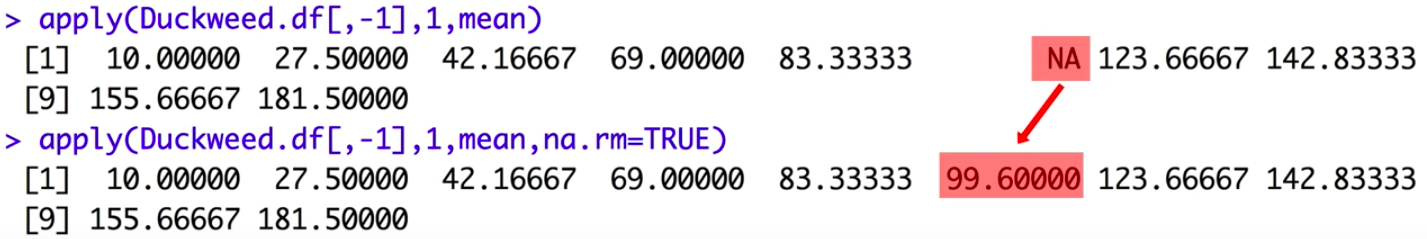 > apply(Duckweed.df[,-1],1,mean)
[1] 10.00000 27.50000 42.16667 69.00000 83.33333 NA 123.66667 142.83333
[9] 155.66667 181.50000
> apply(Duckweed.df[,-1],1,mean,na.rm=TRUE)
[1] 10.00000 27.50000 42.16667 69.00000 83.33333 99.60000 123.66667 142.83333
[9] 155.66667 181.50000